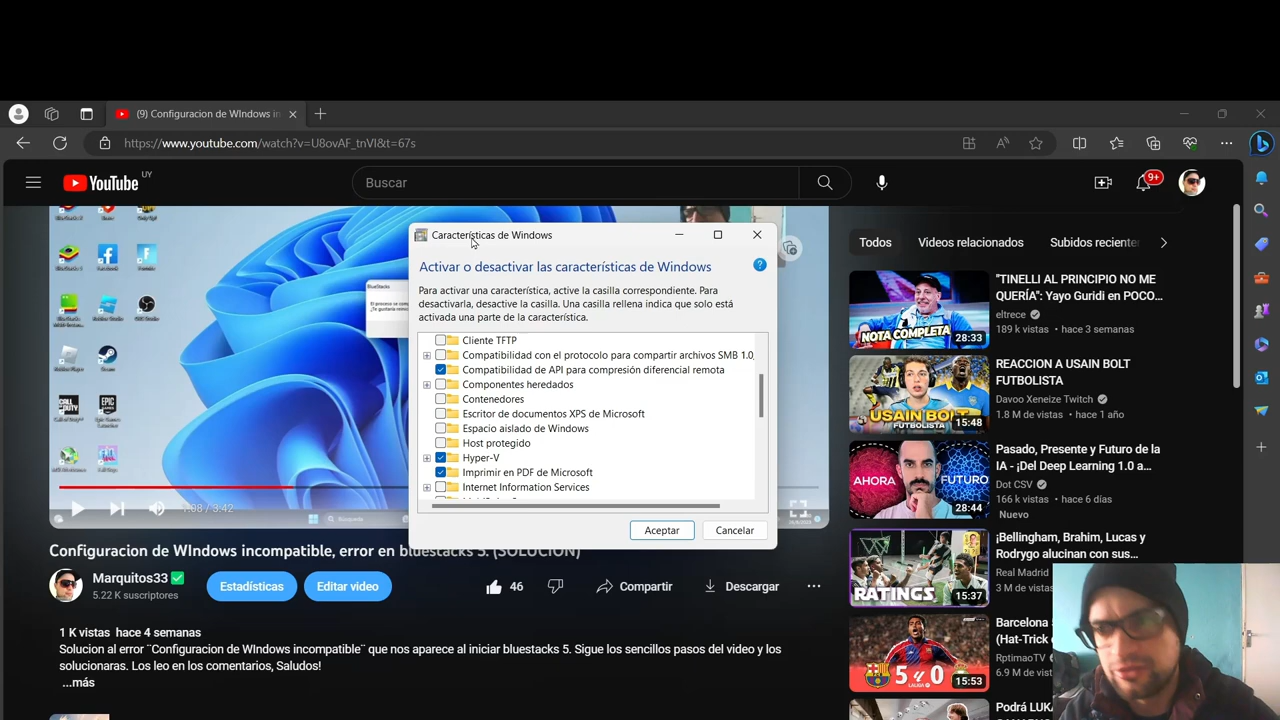 (9) Configuracion de WIndows in
https://www.youtube.com/watch?v=U8ovAF_tnVI&t=67s
YouTube
UY
Buscar
9+
Características de Windows
Activar o desactivar las características de Windows
Para activar una característica, active la casilla correspondiente. Para
desactivarla, desactive la casilla. Una casilla rellena indica que solo está
activada una parte de la característica.
Cliente TFTP
Compatibilidad con el protocolo para compartir archivos SMB 1.0,
Compatibilidad de API para compresión diferencial remota
Componentes heredados
Contenedores
Escritor de documentos XPS de Microsoft
Espacio aislado de Windows
Host protegido
Hyper-V
Imprimir en PDF de Microsoft
Internet Information Services
Aceptar
Cancelar
BlueStacks
Facebook
1:08 / 3:42
Búsqueda
Configuracion de WIndows incompatible, error en bluestacks 5. (SOLUCION)
Marquitos33
5.22 K suscriptores
Estadísticas
Editar video
46
Compartir
Descargar
1 K vistas hace 4 semanas
Solucion al error ¨Configuracion de WIndows incompatible¨ que nos aparece al iniciar bluestacks 5. Sigue los sencillos pasos del video y los
solucionaras. Los leo en los comentarios, Saludos!
...más
Todos
Videos relacionados
Subidos reciente
NOTA COMPLETA
28:33
"TINELLI AL PRINCIPIO NO ME
QUERÍA": Yayo Guridi en POCO...
eltrece
189 k vistas • hace 3 semanas
USAIN BOLT
FUTBOLISTA
15:48
REACCION A USAIN BOLT
FUTBOLISTA
Davoo Xeneize Twitch
1.8 M de vistas • hace 1 año
AHORA
FUTURO
28:44
Pasado, Presente y Futuro de la
IA - ¡Del Deep Learning 1.0 a...
Dot CSV
166 k vistas • hace 6 días
Nuevo
RATINGS
15:37
¡Bellingham, Brahim, Lucas y
Rodrygo alucinan con sus...
Real Madrid
3 M de vist
5 0
LALIGA
15:53
Barcelona
(Hat-Trick
RptimaoTV
6.9 M de vist
Podrá LUKA